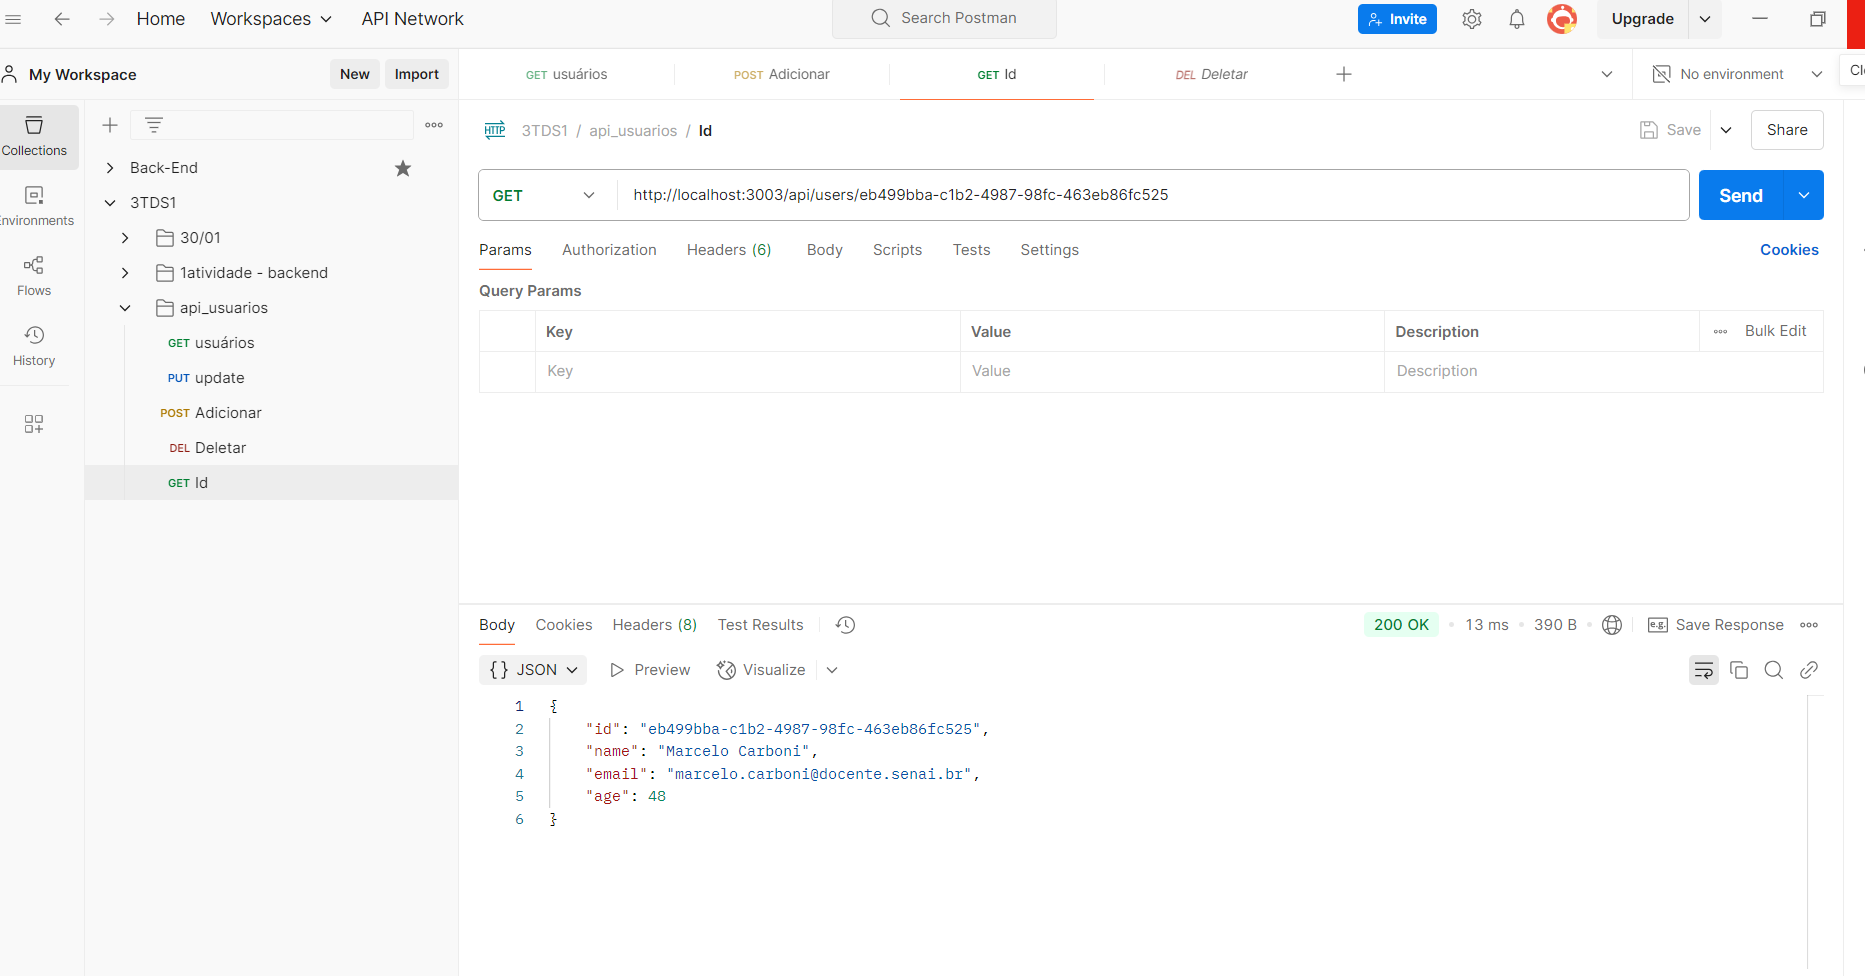 Home Workspaces API Network Search Postman Invite Upgrade
My Workspace New Import GET usuários POST Adicionar GET Id DEL Deletar No environment
Collections
Environments
Flows
History
Back-End
3TDS1
30/01
1atividade - backend
api_usuarios
GET usuários
PUT update
POST Adicionar
DEL Deletar
GET Id
HTTP 3TDS1 / api_usuarios / Id Save Share
GET http://localhost:3003/api/users/eb499bba-c1b2-4987-98fc-463eb86fc525 Send
Params Authorization Headers (6) Body Scripts Tests Settings Cookies
Query Params
Key Value Description Bulk Edit
Key Value Description
Body Cookies Headers (8) Test Results 200 OK • 13 ms • 390 B • e.g. Save Response
{} JSON Preview Visualize
1 {
2 "id": "eb499bba-c1b2-4987-98fc-463eb86fc525",
3 "name": "Marcelo Carboni",
4 "email": "marcelo.carboni@docente.senai.br",
5 "age": 48
6 }